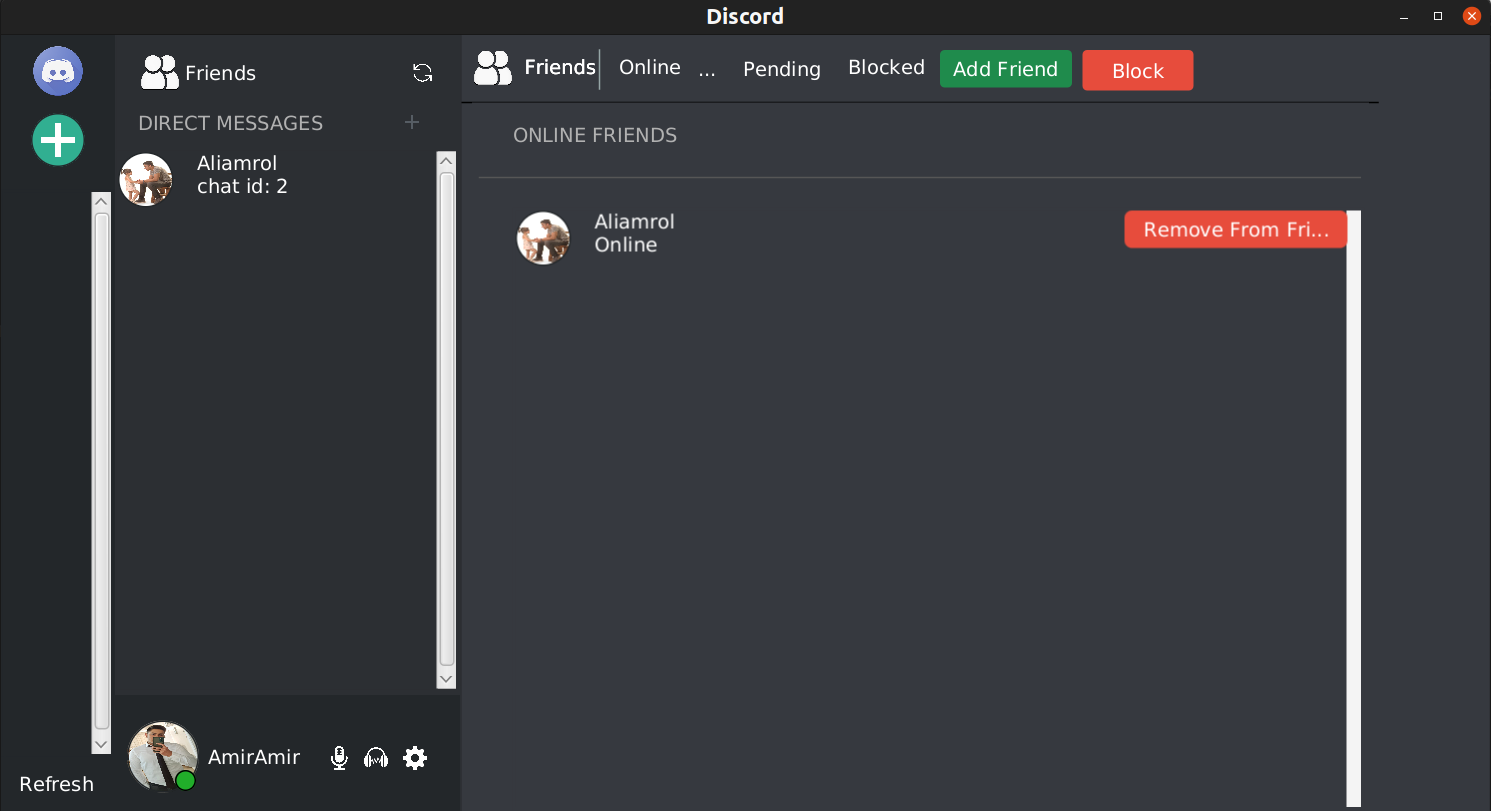 Discord
Friends
DIRECT MESSAGES
Aliamrol
chat id: 2
Refresh
AmirAmir
Friends Online ... Pending Blocked Add Friend Block
ONLINE FRIENDS
Aliamrol
Online
Remove From Fri...